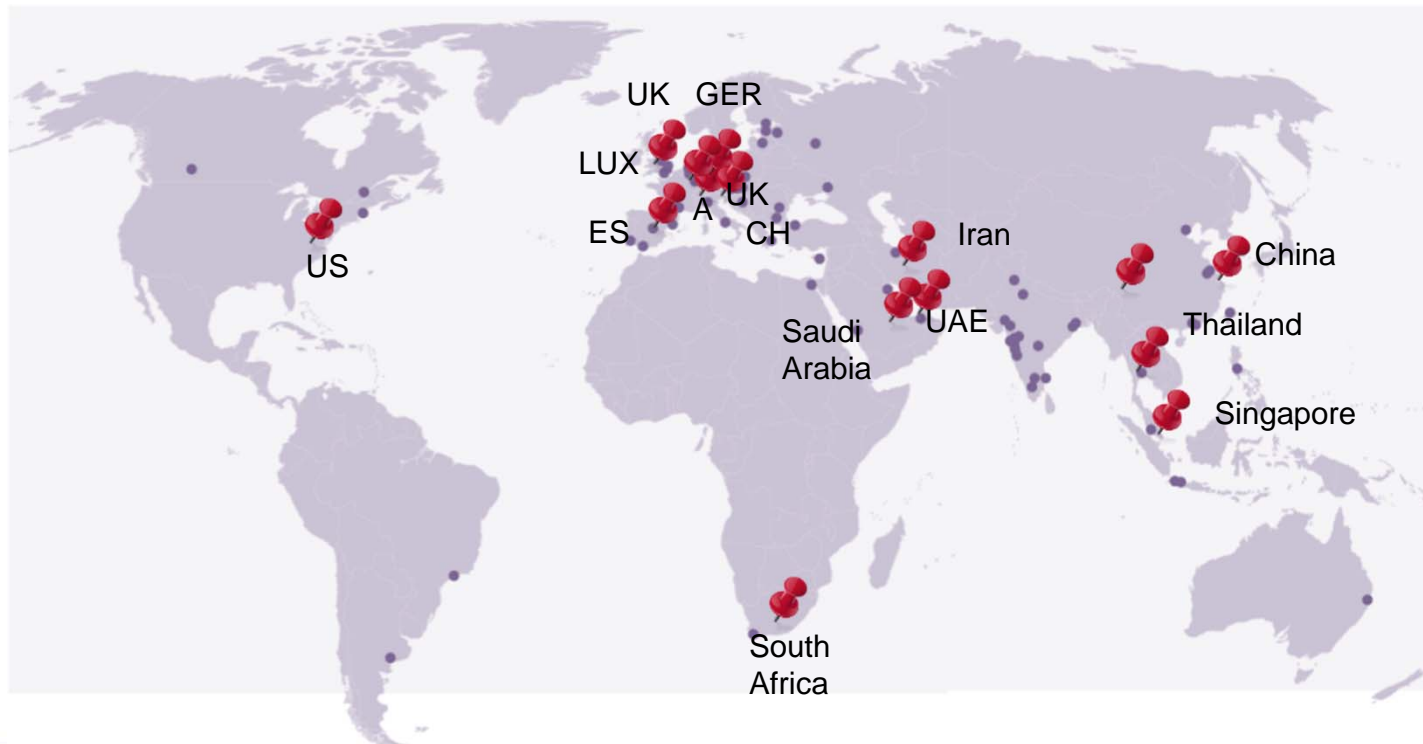 UK GER
LUX
UK
A
ES
CH
Iran
China
US
UAE
Thailand
Saudi
Arabia
Singapore
South
Africa